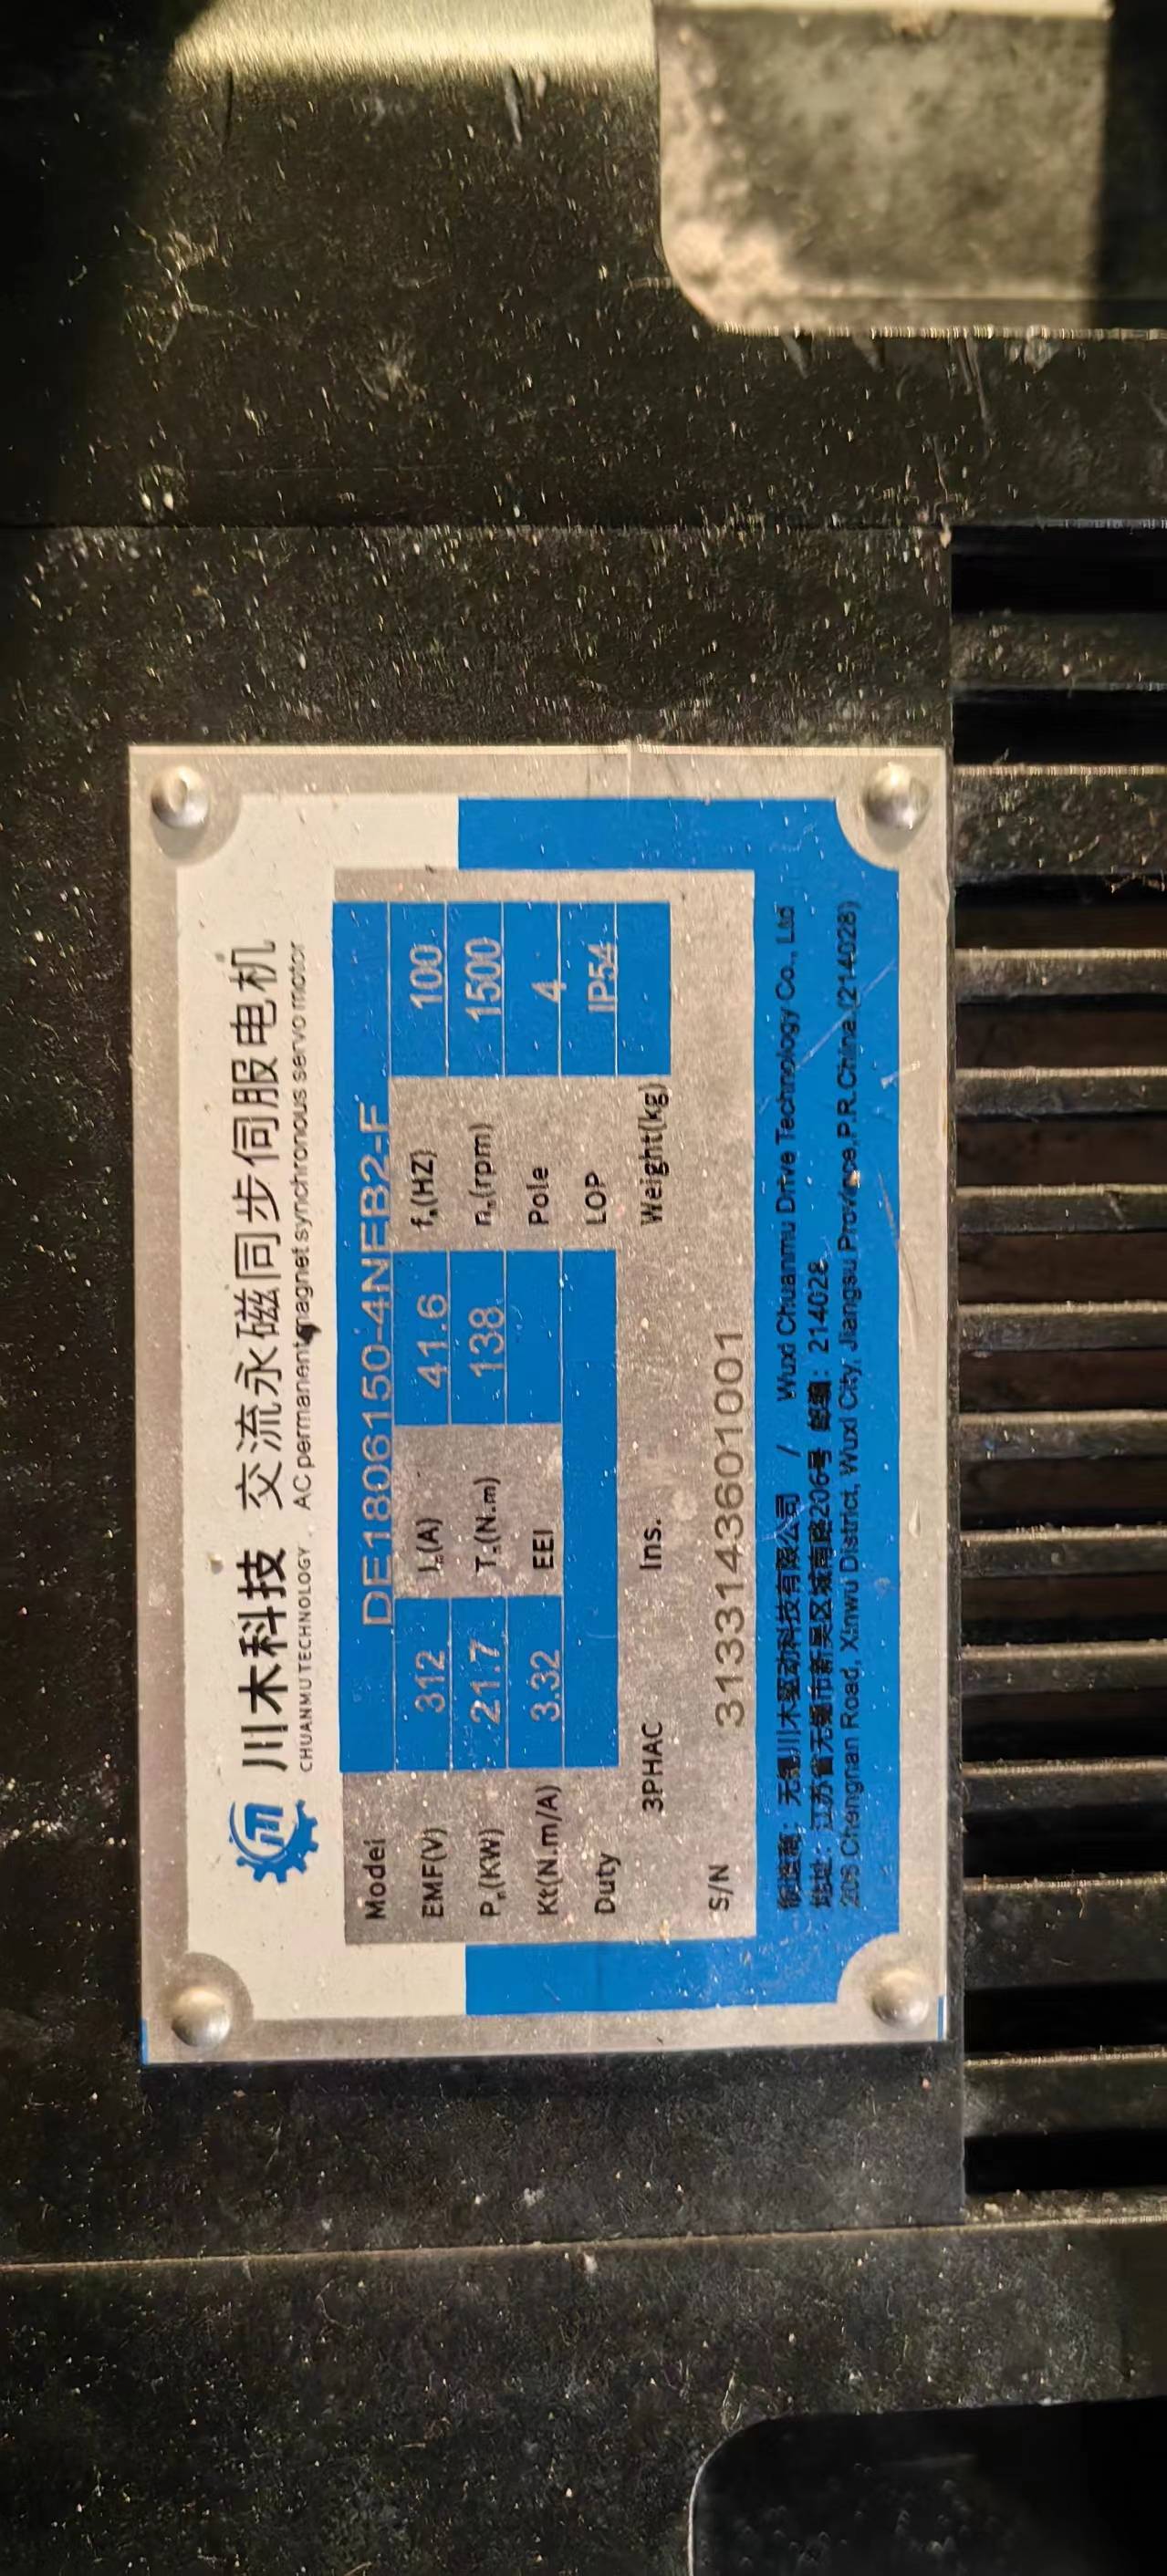 川木科技 交流永磁同步伺服电机
CHUANMU TECHNOLOGY AC permanent magnet synchronous servo motor
Model DE1806150-4NEB2-F
EMF(V) 312 Iₙ(A) 41.6 fₙ(HZ) 100
Pₙ(KW) 21.7 Tₙ(N.m) 138 nₙ(rpm) 1500
Kt(N.m/A) 3.32 EEI Pole 4
Duty LOP IP54
3PHAC Ins. Weight(kg)
S/N 3133143601001
制造商：无锡川木驱动科技有限公司 / Wuxi Chuanmu Drive Technology Co., Ltd
地址：江苏省无锡市新吴区城南路206号 邮编：214028
206 Chengnan Road, Xinwu District, Wuxi City, Jiangsu Province,P.R.China (214028)